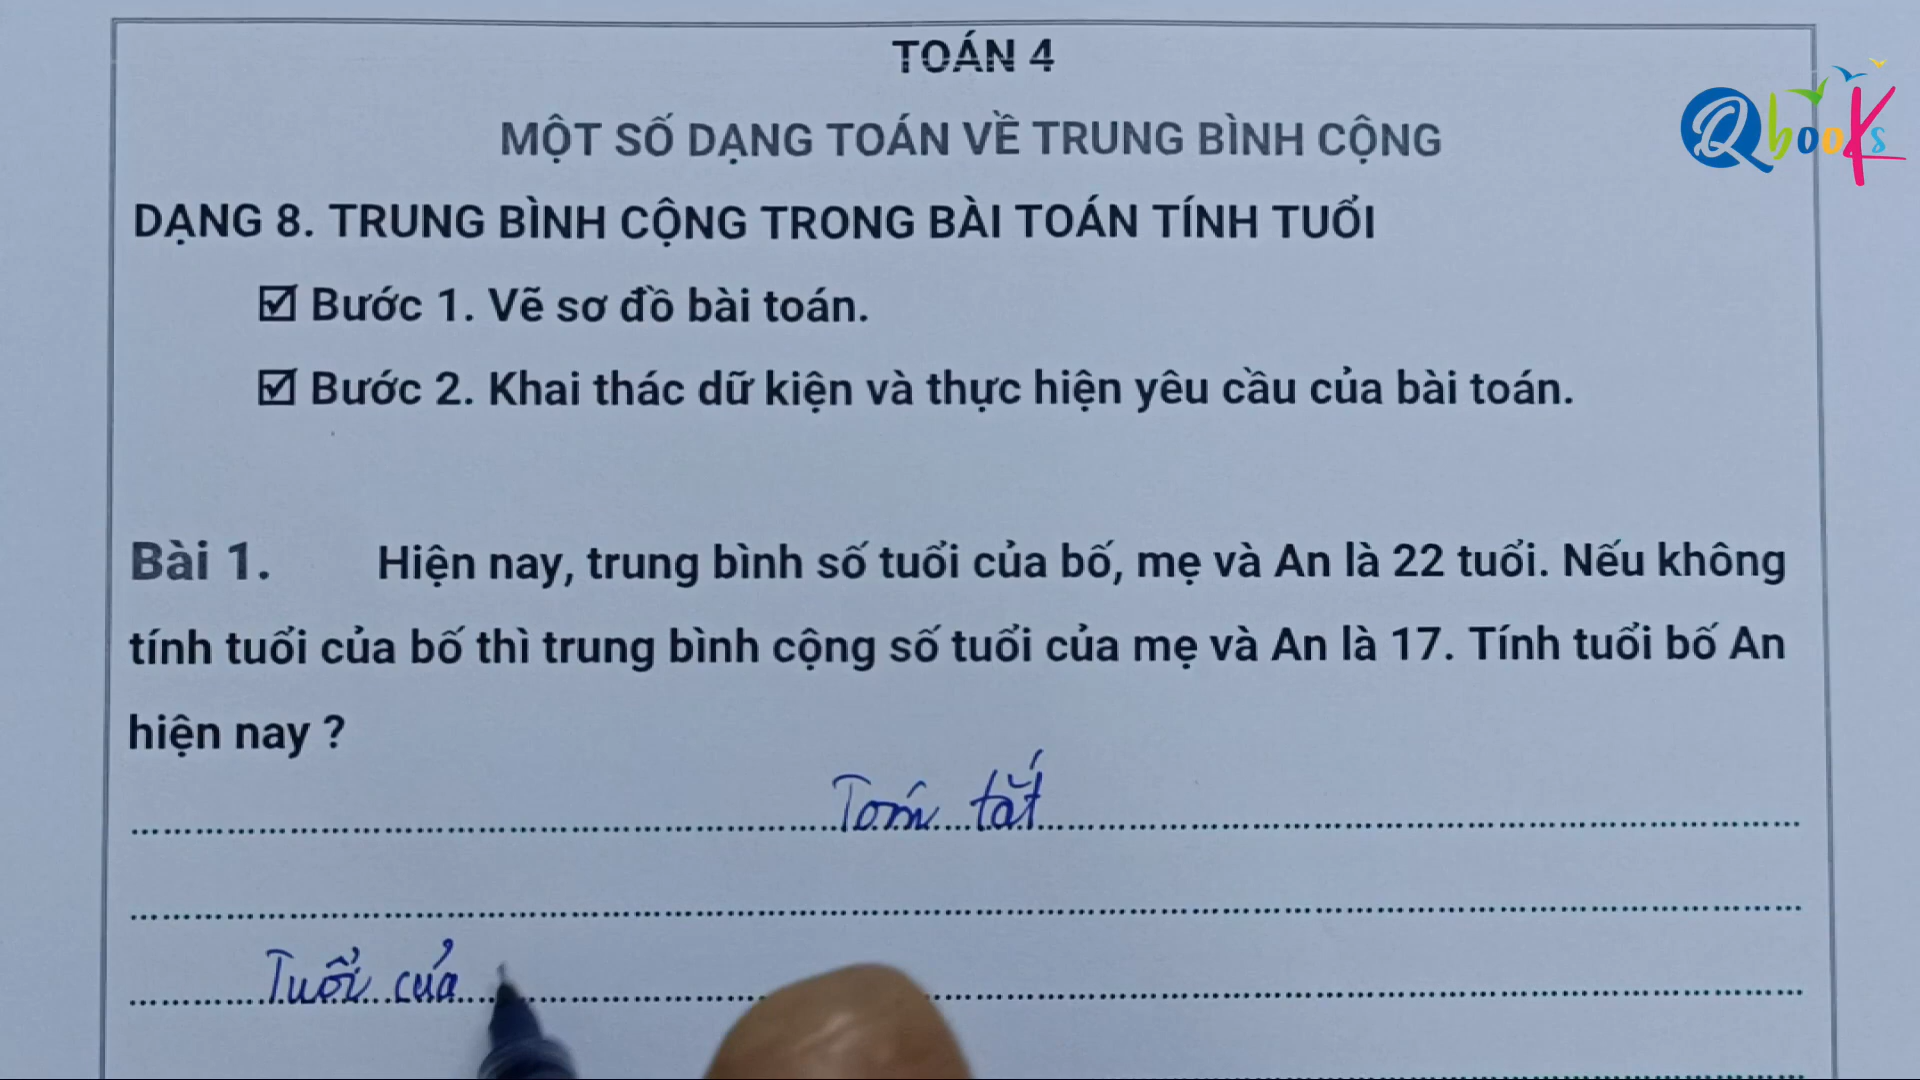 TOÁN 4
Qbooks
MỘT SỐ DẠNG TOÁN VỀ TRUNG BÌNH CỘNG
DẠNG 8. TRUNG BÌNH CỘNG TRONG BÀI TOÁN TÍNH TUỔI
☑ Bước 1. Vẽ sơ đồ bài toán.
☑ Bước 2. Khai thác dữ kiện và thực hiện yêu cầu của bài toán.
Bài 1. Hiện nay, trung bình số tuổi của bố, mẹ và An là 22 tuổi. Nếu không
tính tuổi của bố thì trung bình cộng số tuổi của mẹ và An là 17. Tính tuổi bố An
hiện nay ?
Tóm tắt
Tuổi của